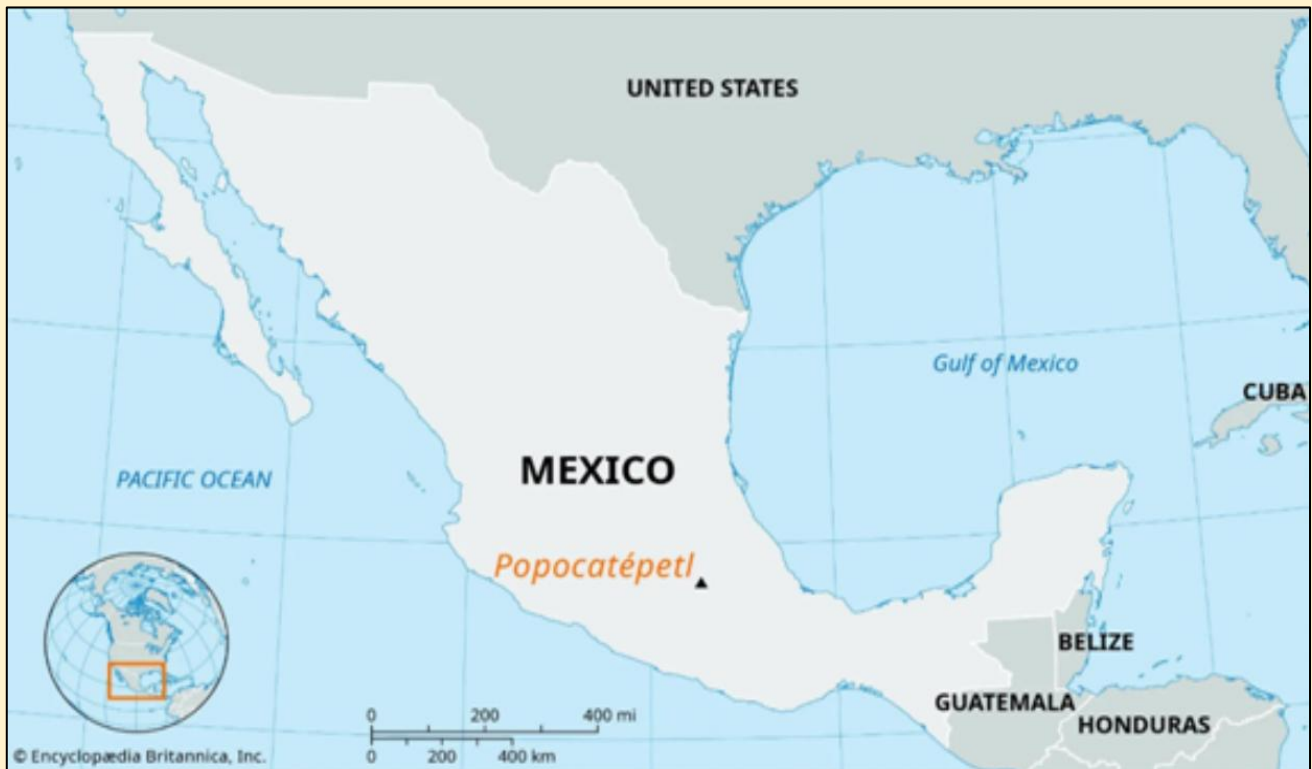 UNITED STATES
Gulf of Mexico
CUBA
PACIFIC OCEAN
MEXICO
Popocatépetl
BELIZE
GUATEMALA
HONDURAS
0 200 400 mi
0 200 400 km
© Encyclopædia Britannica, Inc.